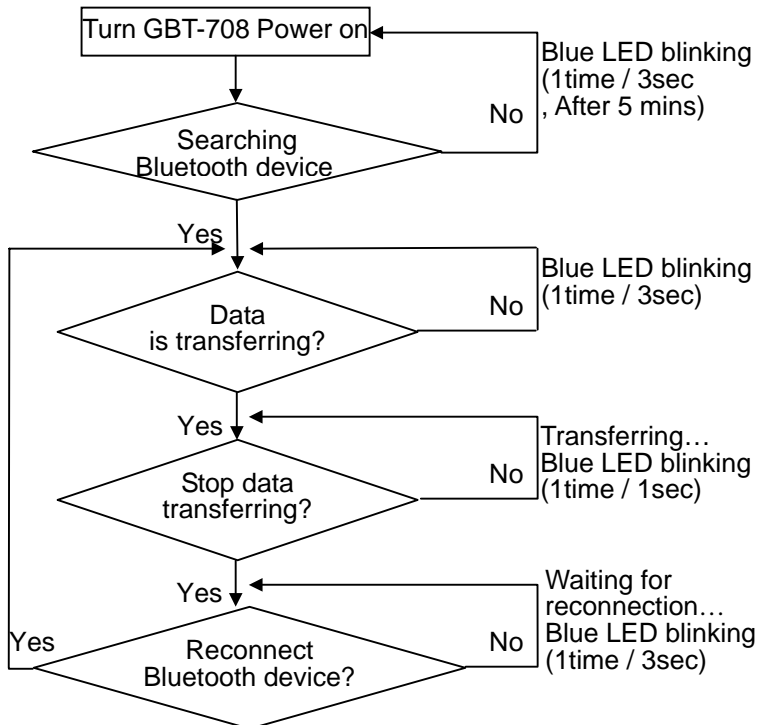 Turn GBT-708 Power on
Blue LED blinking
(1time / 3sec
, After 5 mins)
No
Searching
Bluetooth device
Yes
Blue LED blinking
(1time / 3sec)
No
Data
is transferring?
Yes
Transferring…
Blue LED blinking
(1time / 1sec)
No
Stop data
transferring?
Yes
Waiting for
reconnection…
Blue LED blinking
(1time / 3sec)
No
Yes
Reconnect
Bluetooth device?